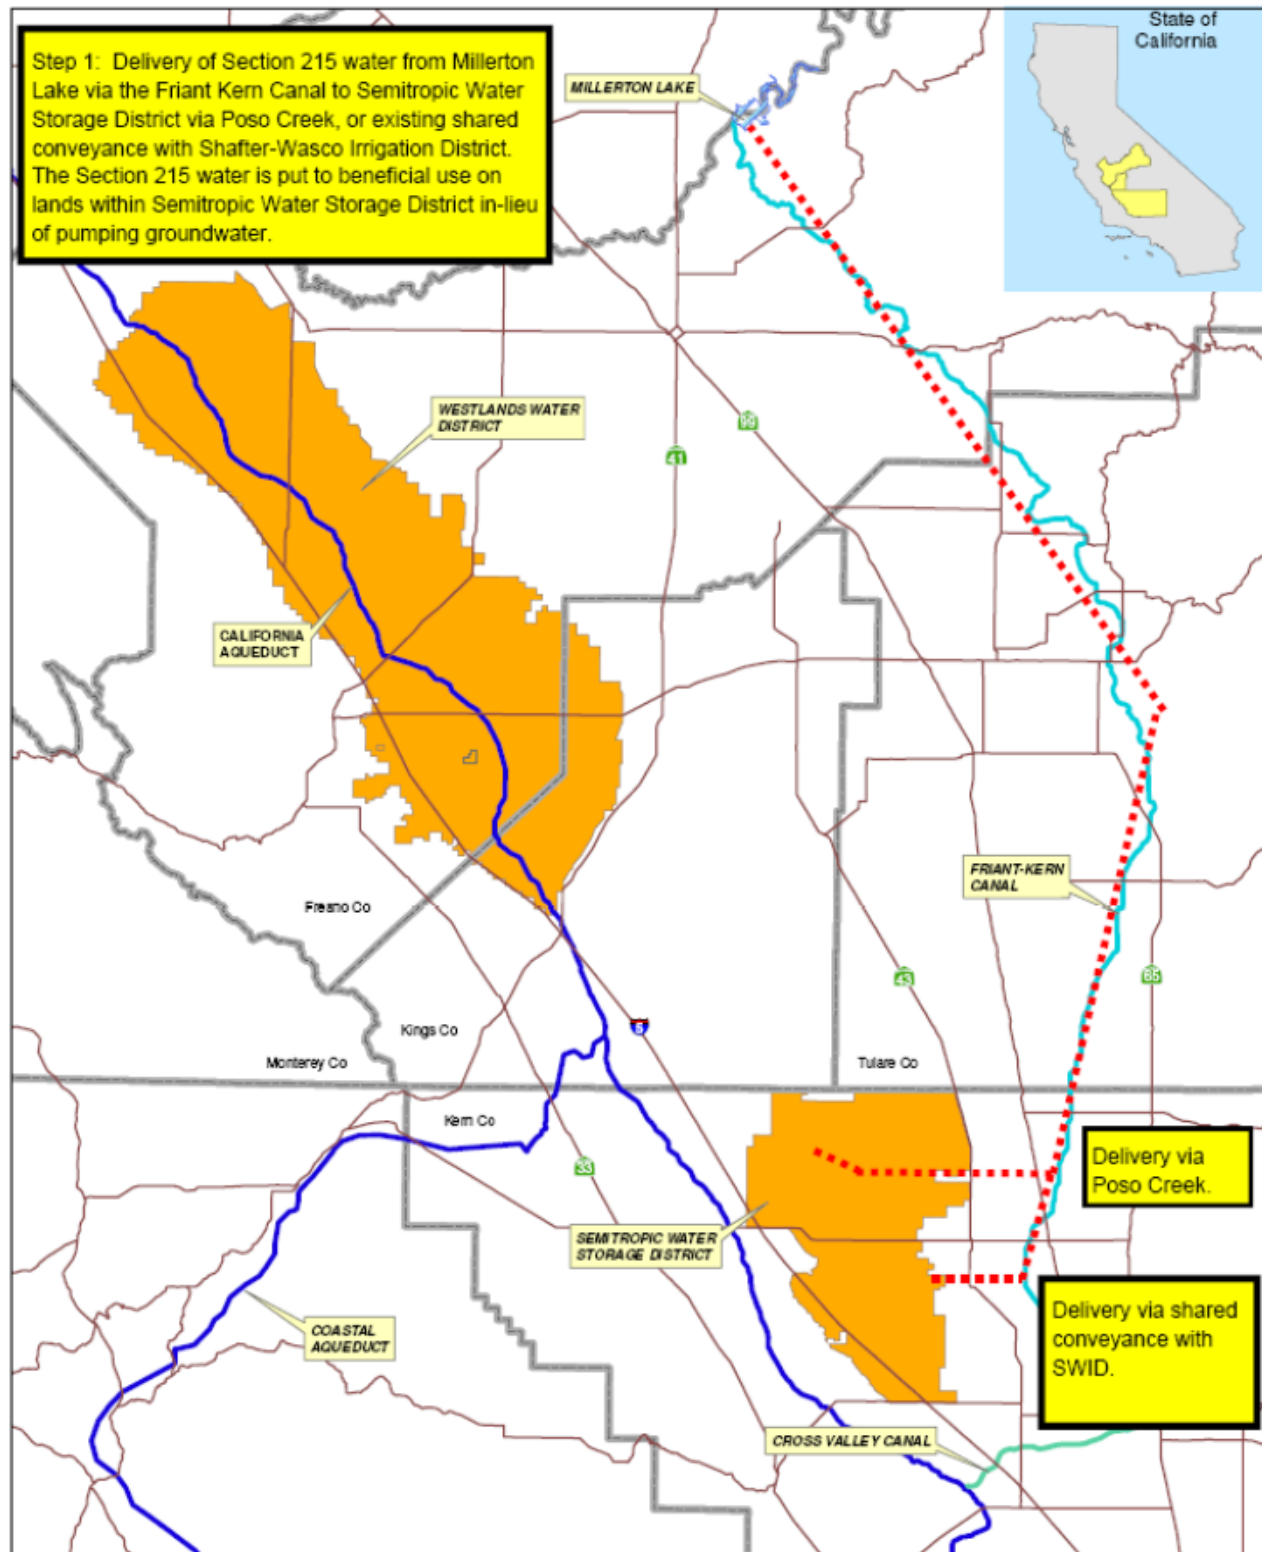 Step 1: Delivery of Section 215 water from Millerton
Lake via the Friant Kern Canal to Semitropic Water
Storage District via Poso Creek, or existing shared
conveyance with Shafter-Wasco Irrigation District.
The Section 215 water is put to beneficial use on
lands within Semitropic Water Storage District in-lieu
of pumping groundwater.
State of
California
MILLERTON LAKE
WESTLANDS WATER
DISTRICT
99
41
CALIFORNIA
AQUEDUCT
FRIANT-KERN
CANAL
Fresno Co
43
65
Kings Co
5
Monterey Co
Tulare Co
Kern Co
33
Delivery via
Poso Creek.
SEMITROPIC WATER
STORAGE DISTRICT
Delivery via shared
conveyance with
SWID.
COASTAL
AQUEDUCT
CROSS VALLEY CANAL